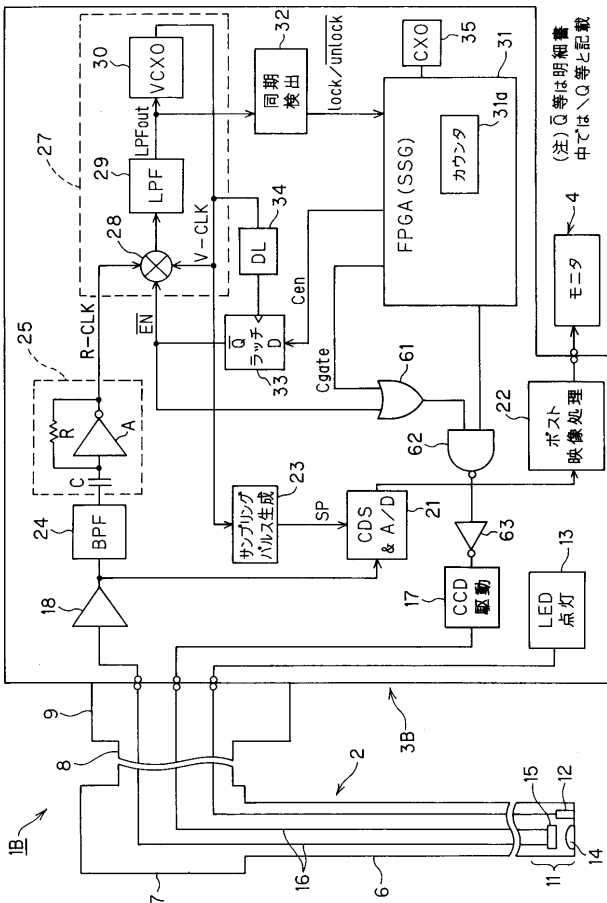 1B
7
8
9
6
16
2
11
14
15
12
3B
18
24
BPF
25
C
R
A
R-CLK
27
28
29
LPF
LPFout
30
VCXO
V-CLK
32
同期
検出
lock/unlock
34
DL
EN
Q
ラッチ
D
33
Cen
Cgate
FPGA(SSG)
31
カウンタ
31a
CXO
35
61
62
63
23
サンプリング
パルス生成
SP
CDS
& A/D
21
17
CCD
駆動
13
LED
点灯
22
ポスト
映像処理
モニタ
4
(注) Q̅等は明細書
中では\Q等と記載